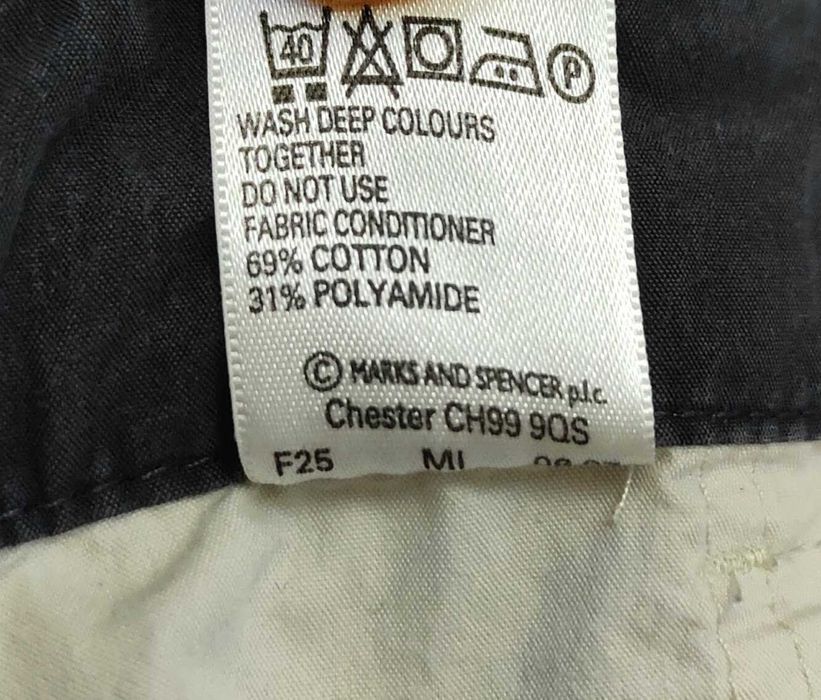 40 P
WASH DEEP COLOURS
TOGETHER
DO NOT USE
FABRIC CONDITIONER
69% COTTON
31% POLYAMIDE
© MARKS AND SPENCER p.l.c.
Chester CH99 9QS
F25